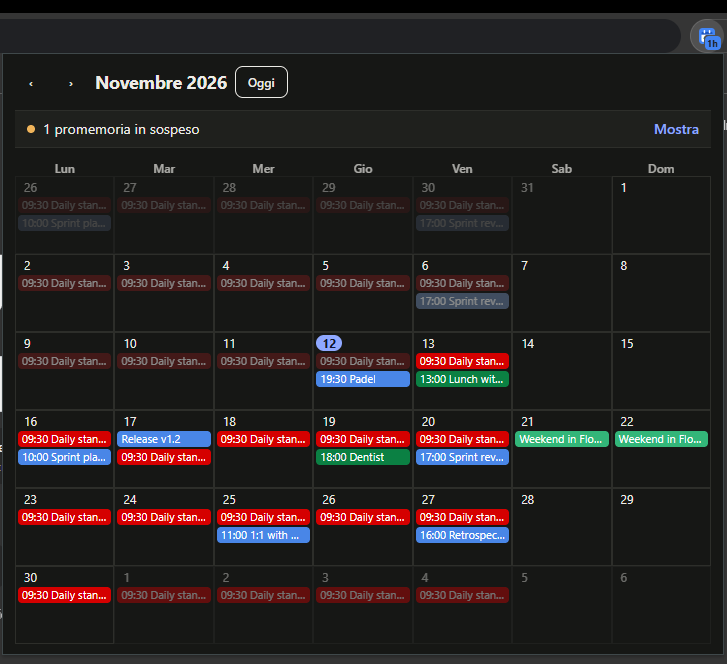 1h
‹ › Novembre 2026 Oggi
1 promemoria in sospeso Mostra
Lun Mar Mer Gio Ven Sab Dom
26 27 28 29 30 31 1
09:30 Daily stan... 09:30 Daily stan... 09:30 Daily stan... 09:30 Daily stan... 09:30 Daily stan...
10:00 Sprint pla... 17:00 Sprint rev...
2 3 4 5 6 7 8
09:30 Daily stan... 09:30 Daily stan... 09:30 Daily stan... 09:30 Daily stan... 09:30 Daily stan...
17:00 Sprint rev...
9 10 11 12 13 14 15
09:30 Daily stan... 09:30 Daily stan... 09:30 Daily stan... 09:30 Daily stan... 09:30 Daily stan...
19:30 Padel 13:00 Lunch wit...
16 17 18 19 20 21 22
09:30 Daily stan... Release v1.2 09:30 Daily stan... 09:30 Daily stan... 09:30 Daily stan... Weekend in Flo... Weekend in Flo...
10:00 Sprint pla... 09:30 Daily stan... 18:00 Dentist 17:00 Sprint rev...
23 24 25 26 27 28 29
09:30 Daily stan... 09:30 Daily stan... 09:30 Daily stan... 09:30 Daily stan... 09:30 Daily stan...
11:00 1:1 with ... 16:00 Retrospec...
30 1 2 3 4 5 6
09:30 Daily stan... 09:30 Daily stan... 09:30 Daily stan... 09:30 Daily stan... 09:30 Daily stan...